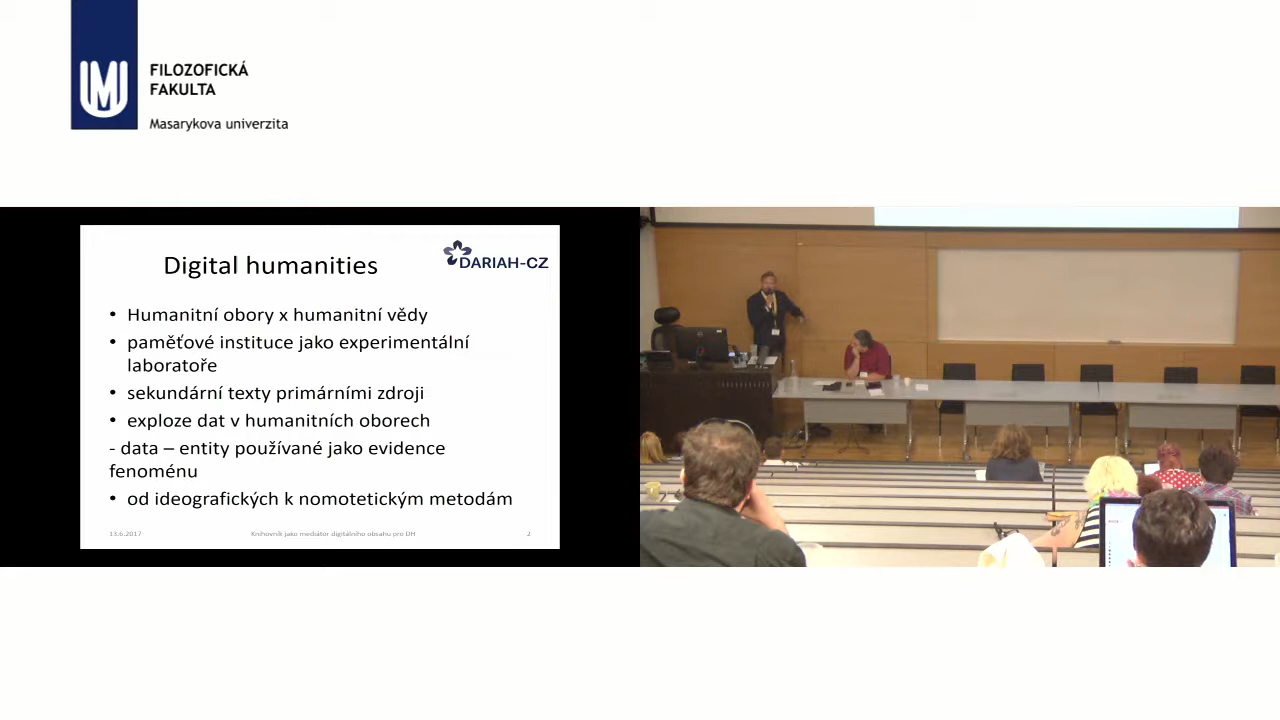 FILOZOFICKÁ
FAKULTA
Masarykova univerzita
Digital humanities
DARIAH-CZ
• Humanitní obory x humanitní vědy
• paměťové instituce jako experimentální
laboratoře
• sekundární texty primárními zdroji
• exploze dat v humanitních oborech
- data – entity používané jako evidence
fenoménu
• od ideografických k nomotetickým metodám
13.6.2017
Knihovník jako mediátor digitálního obsahu pro DH
2